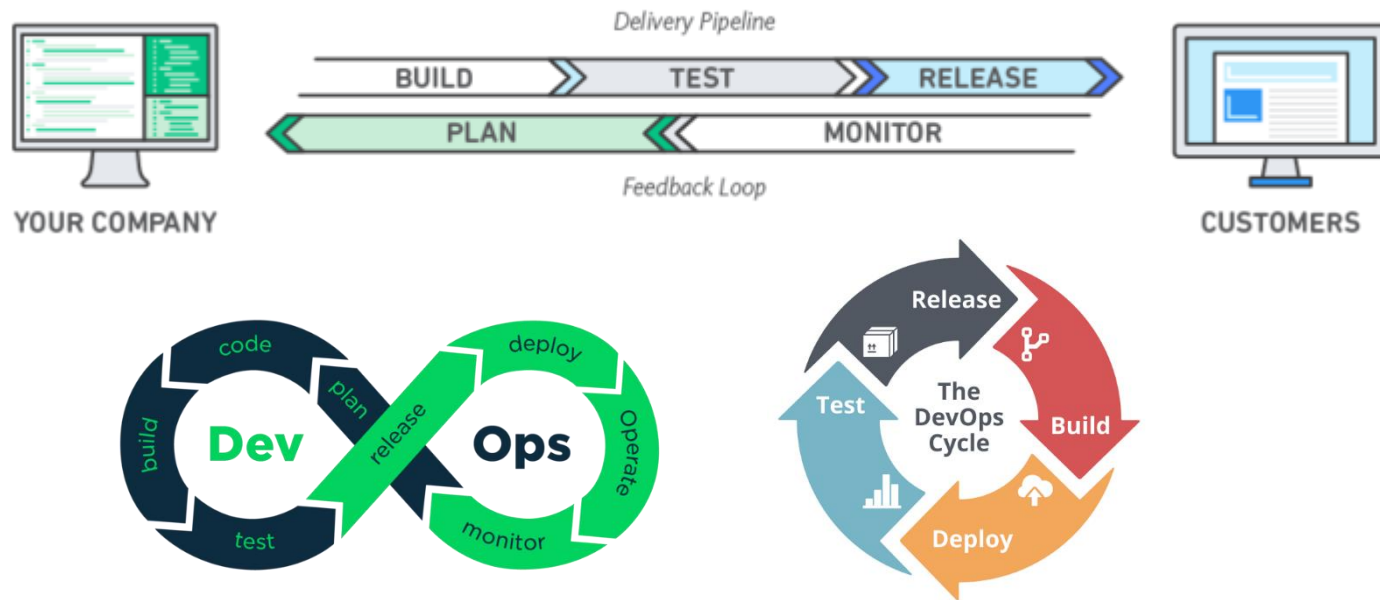 Delivery Pipeline
BUILD
TEST
RELEASE
PLAN
MONITOR
Feedback Loop
YOUR COMPANY
CUSTOMERS
code
deploy
plan
release
build
Dev
Ops
Operate
test
monitor
Release
The
DevOps
Cycle
Test
Build
Deploy